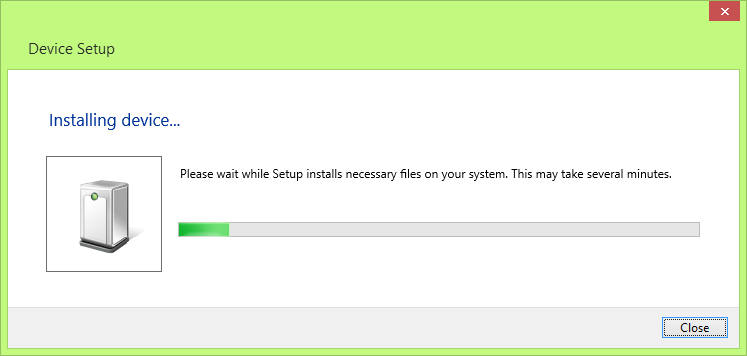 Device Setup
Installing device...
Please wait while Setup installs necessary files on your system. This may take several minutes.
Close